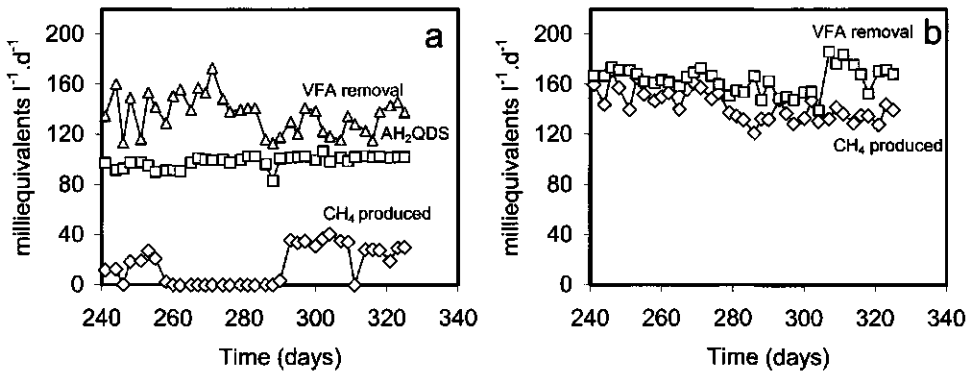 a
milliequivalents l⁻¹.d⁻¹
200
160
120
80
40
0
VFA removal
AH₂QDS
CH₄ produced
240 260 280 300 320 340
Time (days)
b
milliequivalents l⁻¹.d⁻¹
200
160
120
80
40
0
VFA removal
CH₄ produced
240 260 280 300 320 340
Time (days)